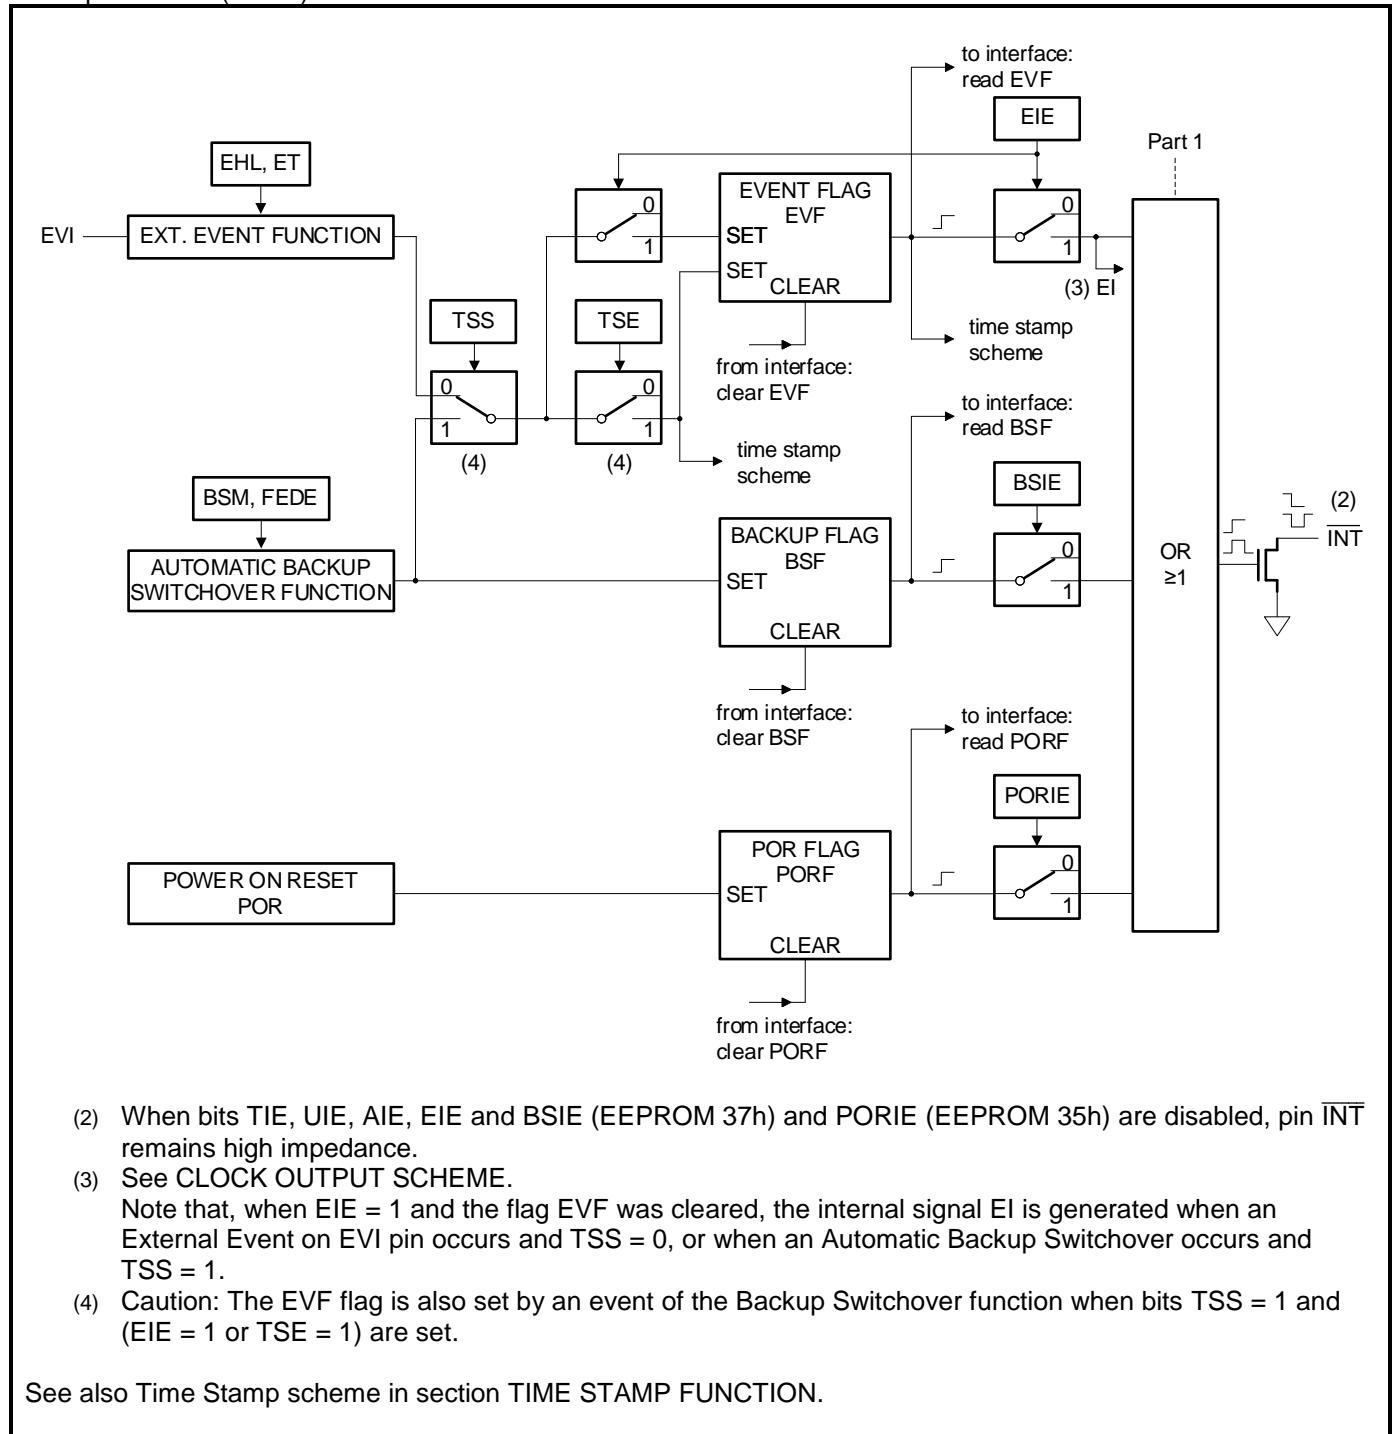 to interface:
read EVF
EIE
Part 1
EHL, ET
EVENT FLAG
EVF
0
0
EVI
EXT. EVENT FUNCTION
SET
1
1
SET
CLEAR
(3) EI
TSS
TSE
time stamp
scheme
from interface:
clear EVF
0
0
to interface:
read BSF
1
1
(4)
(4)
time stamp
scheme
BSM, FEDE
BSIE
(2)
INT
BACKUP FLAG
BSF
0
OR
≥1
AUTOMATIC BACKUP
SWITCHOVER FUNCTION
SET
1
CLEAR
from interface:
clear BSF
to interface:
read PORF
PORIE
POR FLAG
PORF
0
POWER ON RESET
POR
SET
1
CLEAR
from interface:
clear PORF
(2) When bits TIE, UIE, AIE, EIE and BSIE (EEPROM 37h) and PORIE (EEPROM 35h) are disabled, pin INT
remains high impedance.
(3) See CLOCK OUTPUT SCHEME.
Note that, when EIE = 1 and the flag EVF was cleared, the internal signal EI is generated when an
External Event on EVI pin occurs and TSS = 0, or when an Automatic Backup Switchover occurs and
TSS = 1.
(4) Caution: The EVF flag is also set by an event of the Backup Switchover function when bits TSS = 1 and
(EIE = 1 or TSE = 1) are set.
See also Time Stamp scheme in section TIME STAMP FUNCTION.